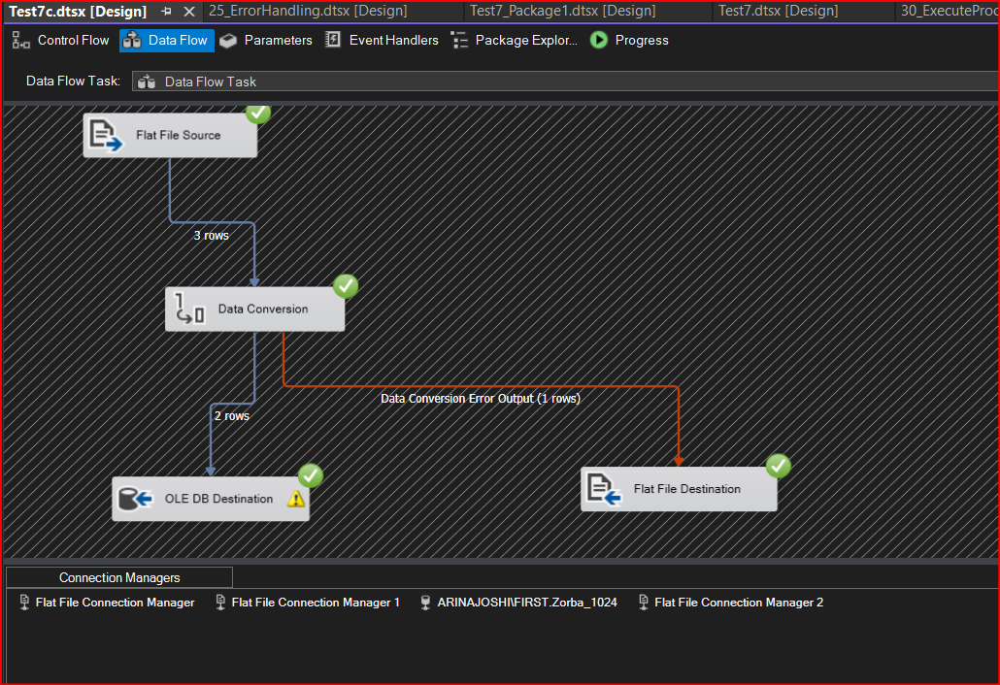 Test7c.dtsx [Design] 25_ErrorHandling.dtsx [Design] Test7_Package1.dtsx [Design] Test7.dtsx [Design] 30_ExecuteProc
Control Flow Data Flow Parameters Event Handlers Package Explor... Progress
Data Flow Task: Data Flow Task
Flat File Source
3 rows
Data Conversion
Data Conversion Error Output (1 rows)
2 rows
OLE DB Destination
Flat File Destination
Connection Managers
Flat File Connection Manager Flat File Connection Manager 1 ARINAJOSHI\FIRST.Zorba_1024 Flat File Connection Manager 2